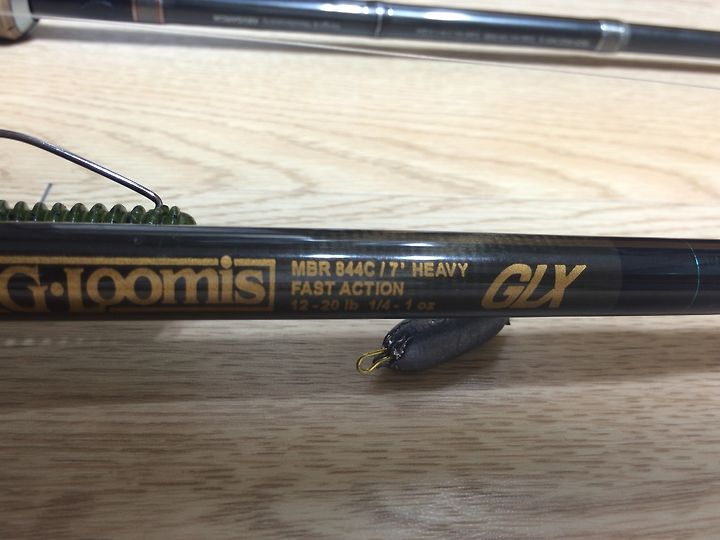 G·Loomis
MBR 844C / 7' HEAVY
FAST ACTION
12 - 20 lb 1/4 - 1 oz
GLX